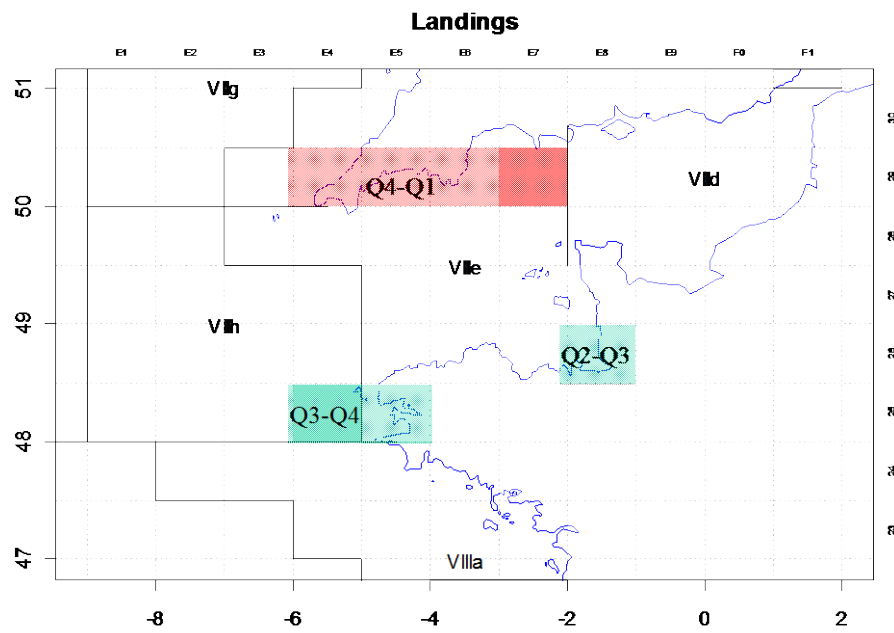 Landings
E1 E2 E3 E4 E5 E6 E7 E8 E9 F0 F1
51
VIIg
Q4-Q1
VIId
50
VIIe
49
VIIh
Q2-Q3
Q3-Q4
48
VIIIa
47
-8 -6 -4 -2 0 2